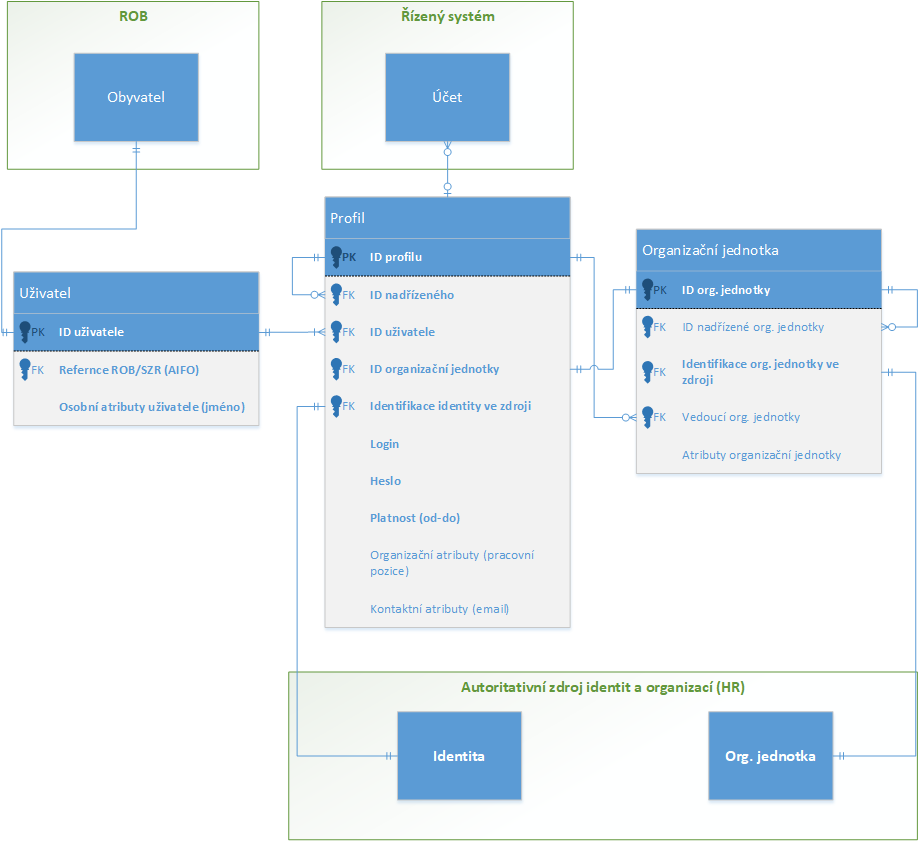 ROB
Obyvatel
Řízený systém
Účet
Uživatel
PK ID uživatele
FK Refernce ROB/SZR (AIFO)
Osobní atributy uživatele (jméno)
Profil
PK ID profilu
FK ID nadřízeného
FK ID uživatele
FK ID organizační jednotky
FK Identifikace identity ve zdroji
Login
Heslo
Platnost (od-do)
Organizační atributy (pracovní
pozice)
Kontaktní atributy (email)
Organizační jednotka
PK ID org. jednotky
FK ID nadřízené org. jednotky
FK Identifikace org. jednotky ve
zdroji
FK Vedoucí org. jednotky
Atributy organizační jednotky
Autoritativní zdroj identit a organizací (HR)
Identita
Org. jednotka